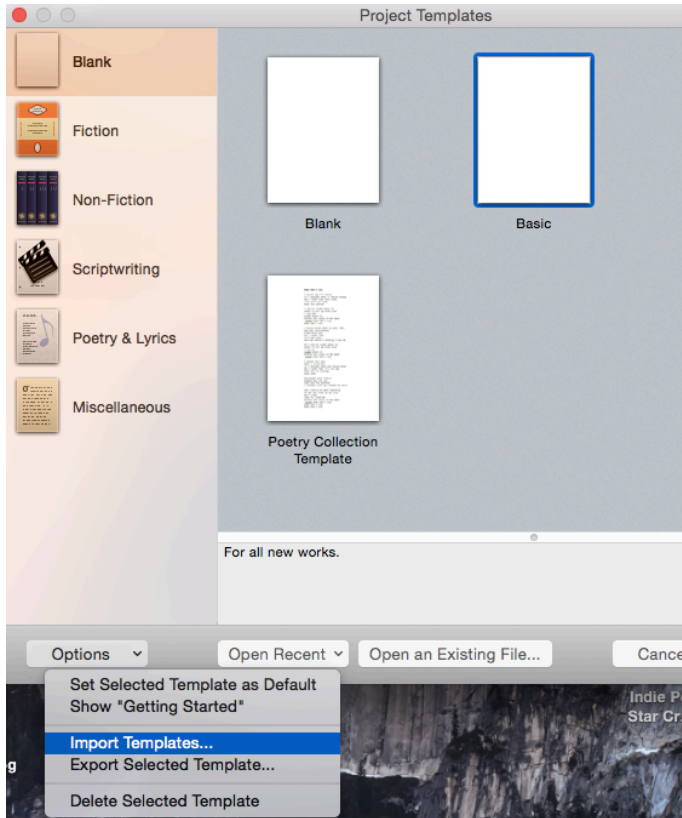 Project Templates
Blank
Fiction
Non-Fiction
Scriptwriting
Poetry & Lyrics
Miscellaneous
Blank
Basic
Poetry Collection
Template
For all new works.
Options
Open Recent
Open an Existing File...
Cance
Set Selected Template as Default
Show "Getting Started"
Import Templates...
Export Selected Template...
Delete Selected Template
Indie P
Star Cr
g